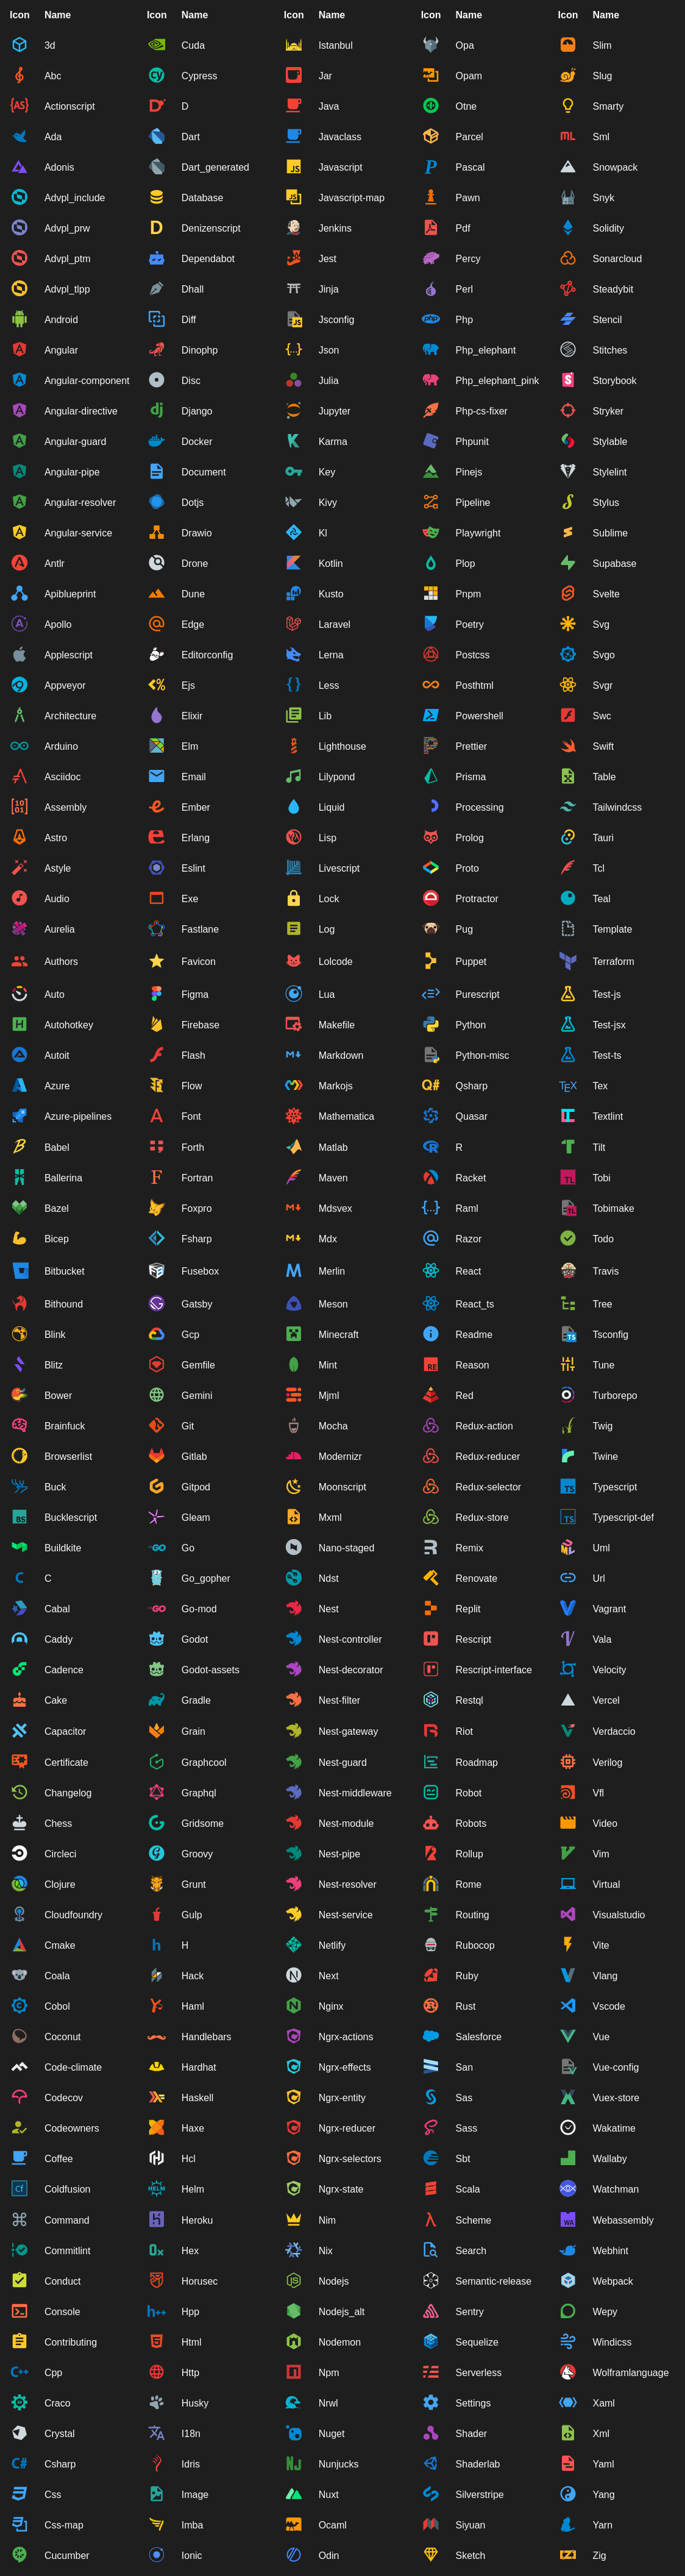 Icon Name Icon Name Icon Name Icon Name Icon Name
3d Cuda Istanbul Opa Slim
Abc Cypress Jar Opam Slug
Actionscript D Java Otne Smarty
Ada Dart Javaclass Parcel Sml
Adonis Dart_generated Javascript Pascal Snowpack
Advpl_include Database Javascript-map Pawn Snyk
Advpl_prw Denizenscript Jenkins Pdf Solidity
Advpl_ptm Dependabot Jest Percy Sonarcloud
Advpl_tlpp Dhall Jinja Perl Steadybit
Android Diff Jsconfig Php Stencil
Angular Dinophp Json Php_elephant Stitches
Angular-component Disc Julia Php_elephant_pink Storybook
Angular-directive Django Jupyter Php-cs-fixer Stryker
Angular-guard Docker Karma Phpunit Stylable
Angular-pipe Document Key Pinejs Stylelint
Angular-resolver Dotjs Kivy Pipeline Stylus
Angular-service Drawio Kl Playwright Sublime
Antlr Drone Kotlin Plop Supabase
Apiblueprint Dune Kusto Pnpm Svelte
Apollo Edge Laravel Poetry Svg
Applescript Editorconfig Lerna Postcss Svgo
Appveyor Ejs Less Posthtml Svgr
Architecture Elixir Lib Powershell Swc
Arduino Elm Lighthouse Prettier Swift
Asciidoc Email Lilypond Prisma Table
Assembly Ember Liquid Processing Tailwindcss
Astro Erlang Lisp Prolog Tauri
Astyle Eslint Livescript Proto Tcl
Audio Exe Lock Protractor Teal
Aurelia Fastlane Log Pug Template
Authors Favicon Lolcode Puppet Terraform
Auto Figma Lua Purescript Test-js
Autohotkey Firebase Makefile Python Test-jsx
Autoit Flash Markdown Python-misc Test-ts
Azure Flow Markojs Qsharp Tex
Azure-pipelines Font Mathematica Quasar Textlint
Babel Forth Matlab R Tilt
Ballerina Fortran Maven Racket Tobi
Bazel Foxpro Mdsvex Raml Tobimake
Bicep Fsharp Mdx Razor Todo
Bitbucket Fusebox Merlin React Travis
Bithound Gatsby Meson React_ts Tree
Blink Gcp Minecraft Readme Tsconfig
Blitz Gemfile Mint Reason Tune
Bower Gemini Mjml Red Turborepo
Brainfuck Git Mocha Redux-action Twig
Browserlist Gitlab Modernizr Redux-reducer Twine
Buck Gitpod Moonscript Redux-selector Typescript
Bucklescript Gleam Mxml Redux-store Typescript-def
Buildkite Go Nano-staged Remix Uml
C Go_gopher Ndst Renovate Url
Cabal Go-mod Nest Replit Vagrant
Caddy Godot Nest-controller Rescript Vala
Cadence Godot-assets Nest-decorator Rescript-interface Velocity
Cake Gradle Nest-filter Restql Vercel
Capacitor Grain Nest-gateway Riot Verdaccio
Certificate Graphcool Nest-guard Roadmap Verilog
Changelog Graphql Nest-middleware Robot Vfl
Chess Gridsome Nest-module Robots Video
Circleci Groovy Nest-pipe Rollup Vim
Clojure Grunt Nest-resolver Rome Virtual
Cloudfoundry Gulp Nest-service Routing Visualstudio
Cmake H Netlify Rubocop Vite
Coala Hack Next Ruby Vlang
Cobol Haml Nginx Rust Vscode
Coconut Handlebars Ngrx-actions Salesforce Vue
Code-climate Hardhat Ngrx-effects San Vue-config
Codecov Haskell Ngrx-entity Sas Vuex-store
Codeowners Haxe Ngrx-reducer Sass Wakatime
Coffee Hcl Ngrx-selectors Sbt Wallaby
Coldfusion Helm Ngrx-state Scala Watchman
Command Heroku Nim Scheme Webassembly
Commitlint Hex Nix Search Webhint
Conduct Horusec Nodejs Semantic-release Webpack
Console Hpp Nodejs_alt Sentry Wepy
Contributing Html Nodemon Sequelize Windicss
Cpp Http Npm Serverless Wolframlanguage
Craco Husky Nrwl Settings Xaml
Crystal I18n Nuget Shader Xml
Csharp Idris Nunjucks Shaderlab Yaml
Css Image Nuxt Silverstripe Yang
Css-map Imba Ocaml Siyuan Yarn
Cucumber Ionic Odin Sketch Zig